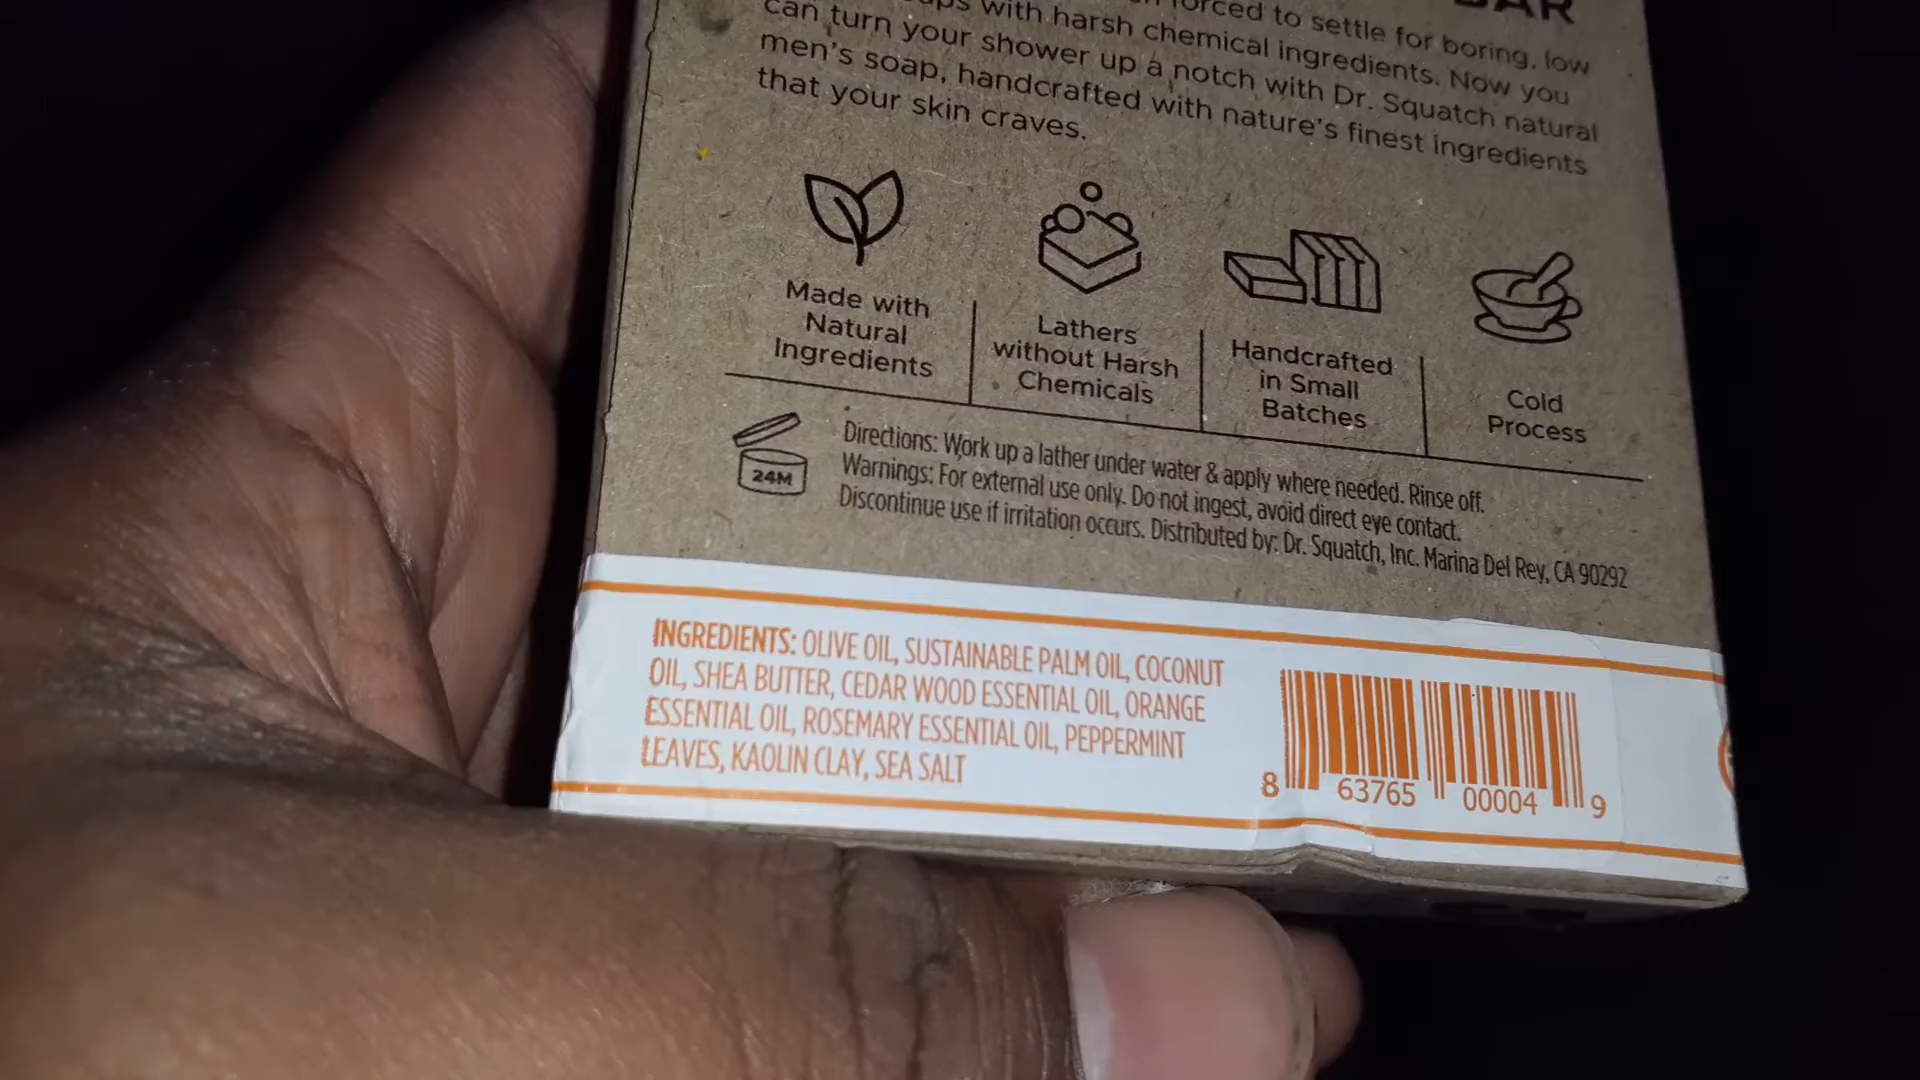 BAR
forced to settle for boring, low
with harsh chemical ingredients. Now you
can turn your shower up a notch with Dr. Squatch natural
men's soap, handcrafted with nature's finest ingredients
that your skin craves.
Made with
Natural
Ingredients
Lathers
without Harsh
Chemicals
Handcrafted
in Small
Batches
Cold
Process
24M
Directions: Work up a lather under water & apply where needed. Rinse off.
Warnings: For external use only. Do not ingest, avoid direct eye contact.
Discontinue use if irritation occurs. Distributed by: Dr. Squatch, Inc. Marina Del Rey, CA 90292
INGREDIENTS: OLIVE OIL, SUSTAINABLE PALM OIL, COCONUT
OIL, SHEA BUTTER, CEDAR WOOD ESSENTIAL OIL, ORANGE
ESSENTIAL OIL, ROSEMARY ESSENTIAL OIL, PEPPERMINT
LEAVES, KAOLIN CLAY, SEA SALT
8 63765 00004 9